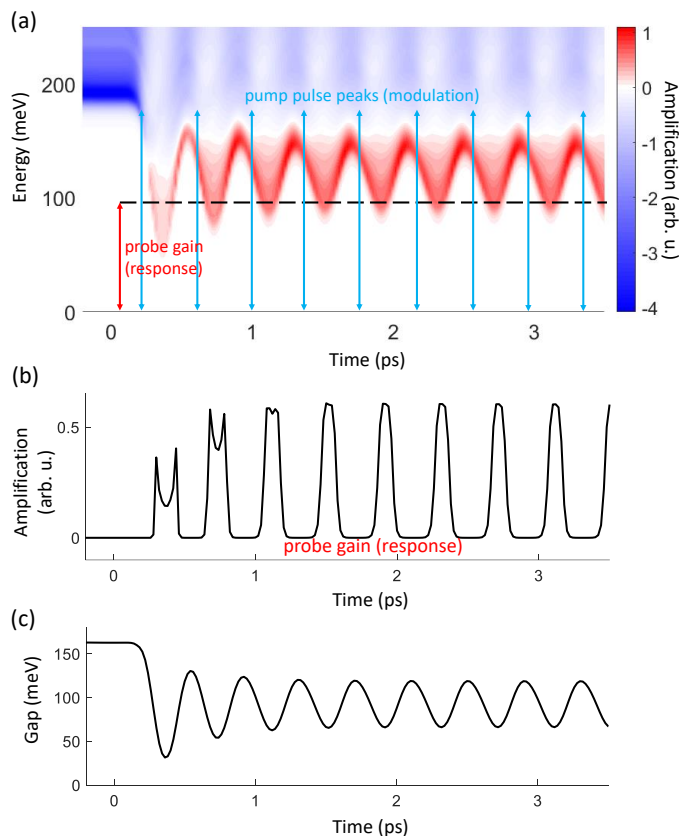 (a)
200
100
0
Energy (meV)
pump pulse peaks (modulation)
probe gain
(response)
0
1
2
3
Time (ps)
1
0
-1
-2
-3
-4
Amplification (arb. u.)
(b)
0.5
0
Amplification
(arb. u.)
probe gain (response)
0
1
2
3
Time (ps)
(c)
150
100
50
0
Gap (meV)
0
1
2
3
Time (ps)